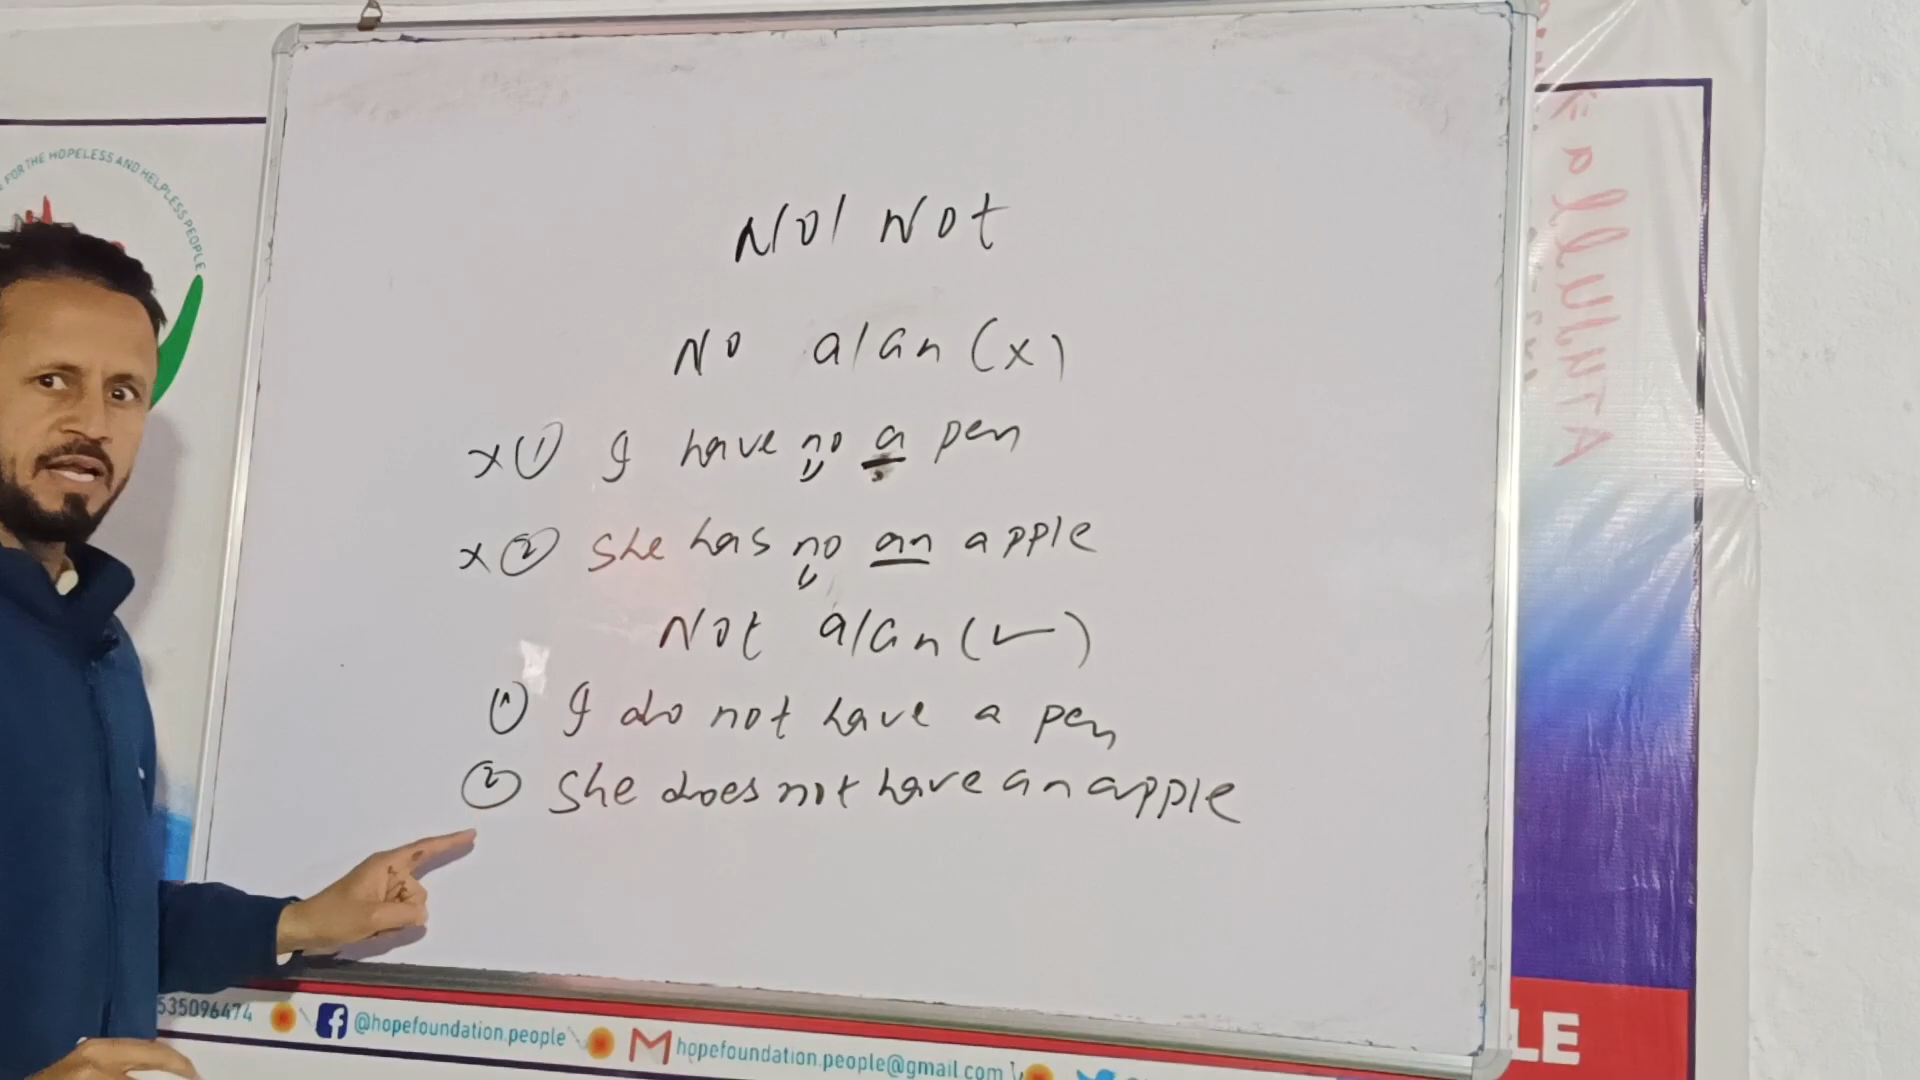 FOR THE HOPELESS AND HELPLESS PEOPLE
No/Not
No a/an (x)
x ① I have no a pen
x ② She has no an apple
Not a/an (✓)
① I do not have a pen
② She does not have an apple
535096474 @hopefoundation.people hopefoundation.people@gmail.com
LE